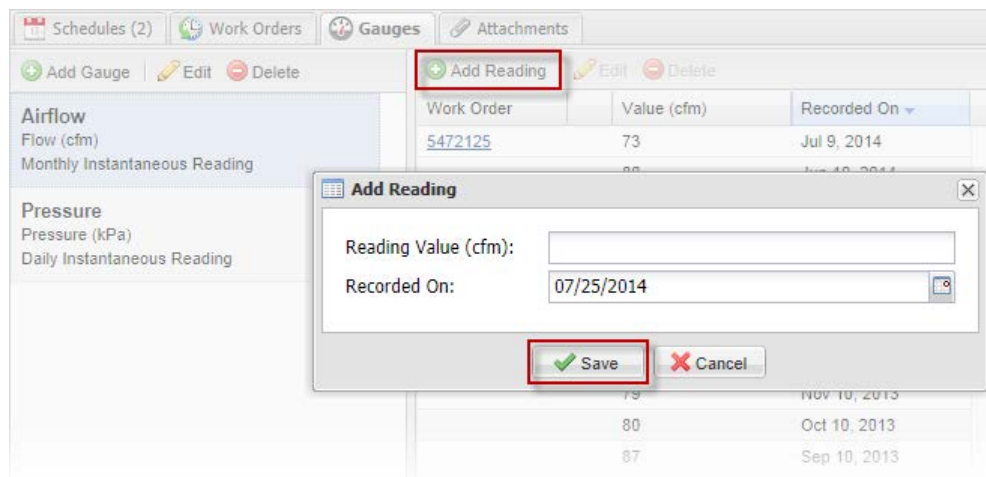 Schedules (2) Work Orders Gauges Attachments
Add Gauge Edit Delete
Add Reading Edit Delete
Airflow
Flow (cfm)
Monthly Instantaneous Reading
Pressure
Pressure (kPa)
Daily Instantaneous Reading
Work Order Value (cfm) Recorded On
5472125 73 Jul 9, 2014
Add Reading
Reading Value (cfm):
Recorded On: 07/25/2014
Save Cancel
79 Nov 10, 2013
80 Oct 10, 2013
87 Sep 10, 2013